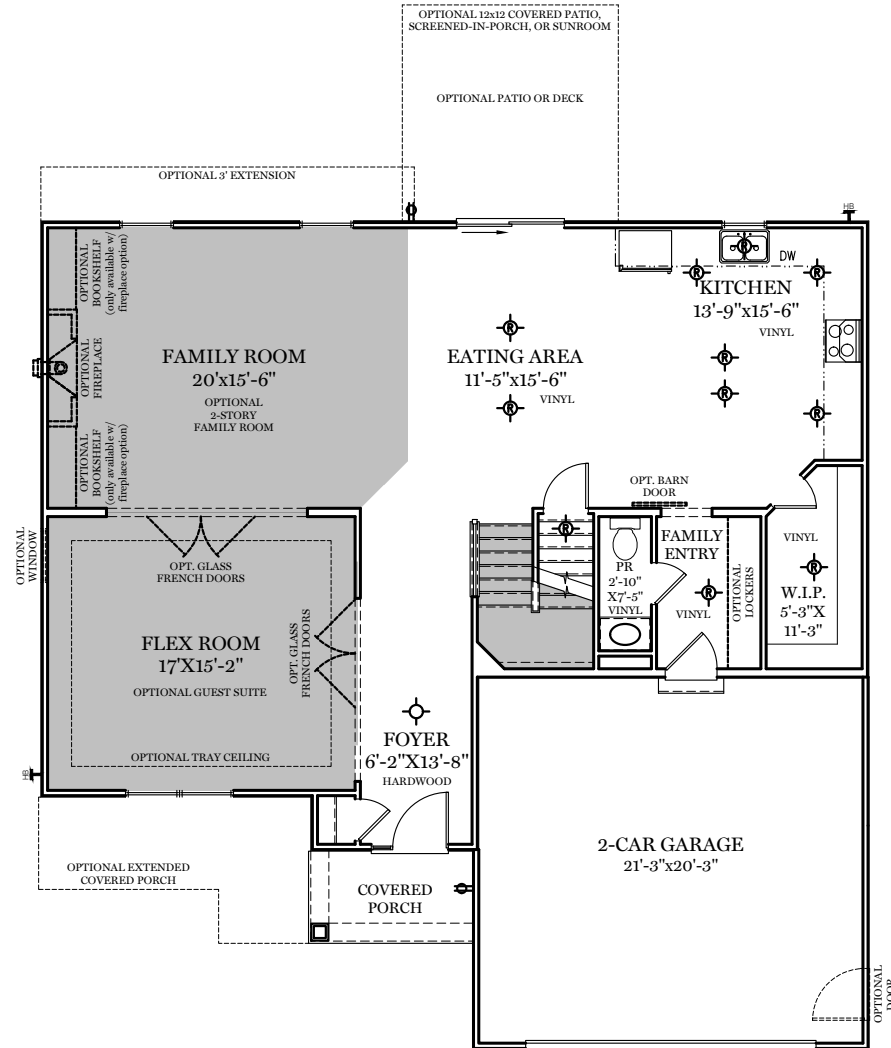 OPTIONAL 12x12 COVERED PATIO,
SCREENED-IN-PORCH, OR SUNROOM
OPTIONAL PATIO OR DECK
OPTIONAL 3' EXTENSION
HB
OPTIONAL
BOOKSHELF
(only available w/
fireplace option)
OPTIONAL
FIREPLACE
OPTIONAL
BOOKSHELF
(only available w/
fireplace option)
FAMILY ROOM
20'x15'-6"
OPTIONAL
2-STORY
FAMILY ROOM
EATING AREA
11'-5"x15'-6"
VINYL
R
R
DW
R
R
R
KITCHEN
13'-9"x15'-6"
VINYL
R
R
R
OPT. BARN
DOOR
OPTIONAL
WINDOW
OPT. GLASS
FRENCH DOORS
OPT. GLASS
FRENCH DOORS
FLEX ROOM
17'X15'-2"
OPTIONAL GUEST SUITE
OPTIONAL TRAY CEILING
R
PR
2'-10"
X7'-5"
VINYL
FAMILY
ENTRY
R
VINYL
OPTIONAL
LOCKERS
VINYL
R
W.I.P.
5'-3"X
11'-3"
FOYER
6'-2"X13'-8"
HARDWOOD
HB
OPTIONAL EXTENDED
COVERED PORCH
COVERED
PORCH
2-CAR GARAGE
21'-3"x20'-3"
OPTIONAL
DOOR